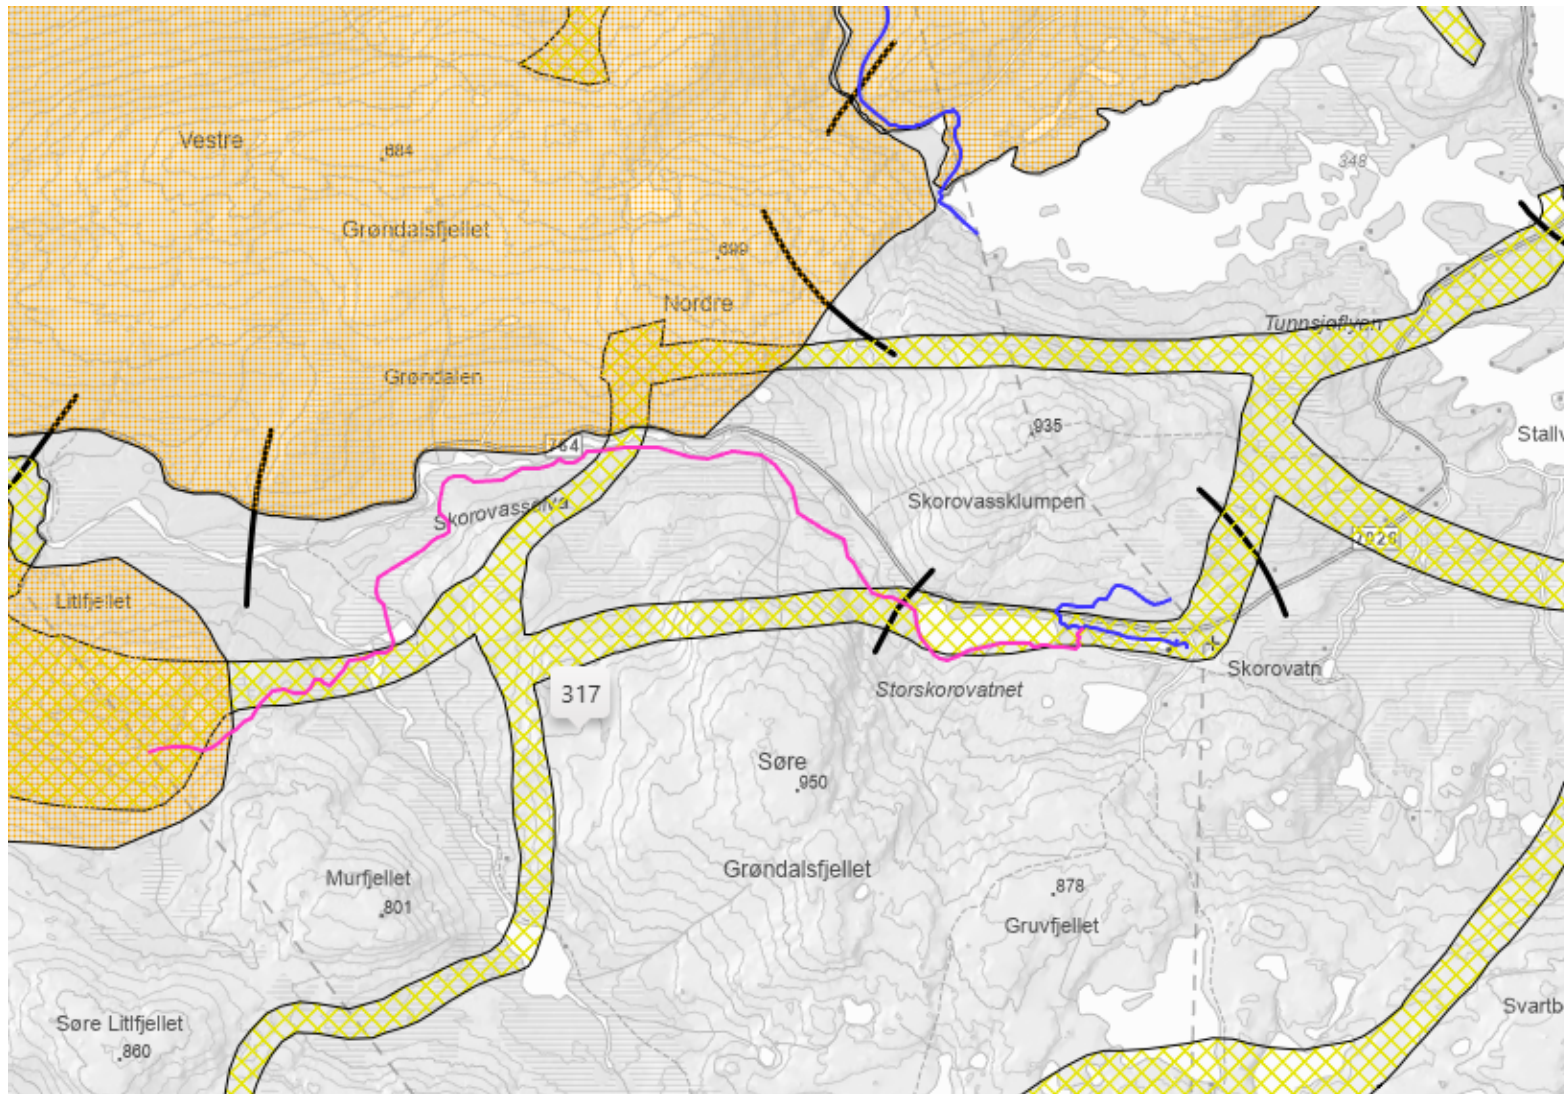 Vestre
684
348
Grøndalsfjellet
699
Nordre
Tunnsjøflyen
Grøndalen
935
Stallv
764
Skorovassklumpen
Skorovasselva
7026
Litlfjellet
Skorovatn
317
Storskorovatnet
Søre
950
Grøndalsfjellet
Murfjellet
878
801
Gruvfjellet
Svartb
Søre Litlfjellet
860